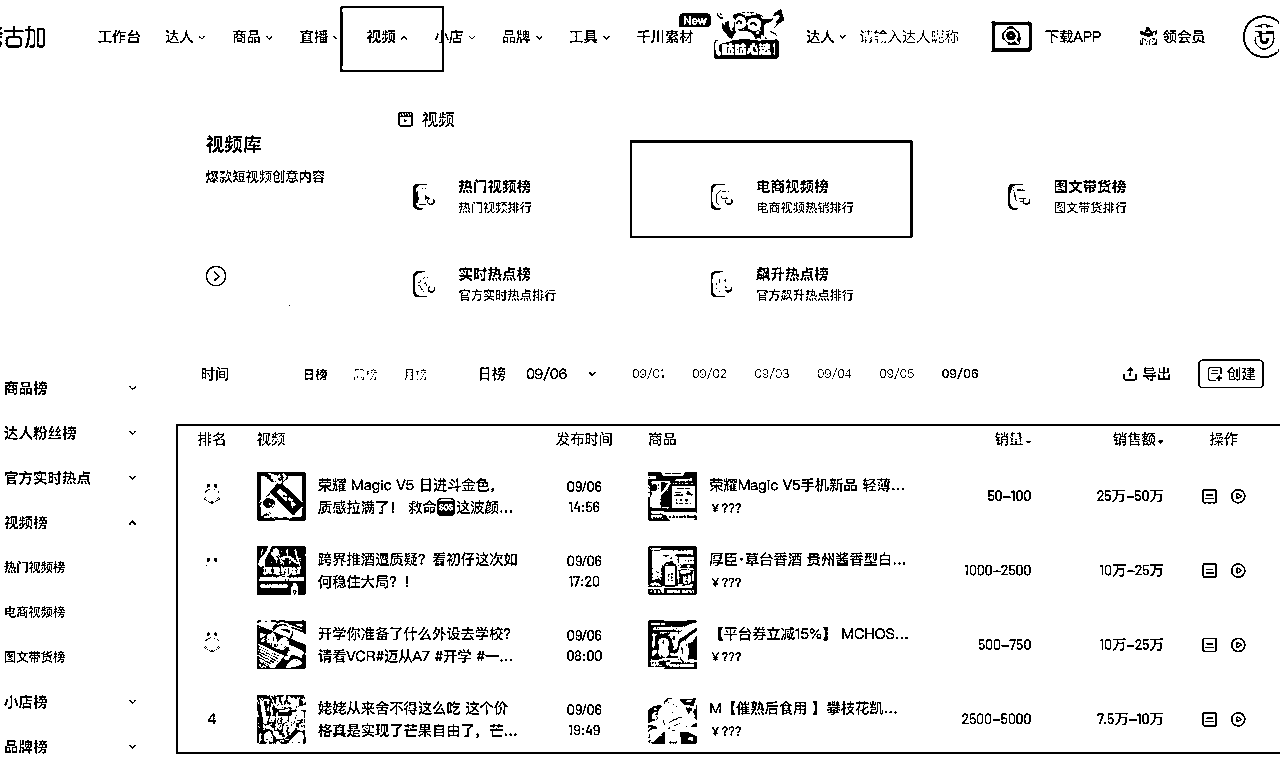 古加 工作台 达人 商品 直播 视频 小店 品牌 工具 千川素材 New 咕咕心选 达人 请输入达人昵称 下载APP 领会员
视频库
爆款短视频创意内容
视频
热门视频榜
热门视频排行
电商视频榜
电商视频热销排行
图文带货榜
图文带货排行
实时热点榜
官方实时热点排行
飙升热点榜
官方飙升热点排行
商品榜
达人粉丝榜
官方实时热点
视频榜
热门视频榜
电商视频榜
图文带货榜
小店榜
品牌榜
时间 日榜 周榜 月榜 日榜 09/06 09/01 09/02 09/03 09/04 09/05 09/06 导出 创建
排名 视频 发布时间 商品 销量 销售额 操作
荣耀 Magic V5 日进斗金色，
质感拉满了！ 救命SOS这波颜...
09/06
14:56
荣耀Magic V5手机新品 轻薄...
￥???
50-100 25万-50万
跨界推酒遭质疑？看初仔这次如
何稳住大局？！
09/06
17:20
厚臣·草台香酒 贵州酱香型白...
￥???
1000-2500 10万-25万
开学你准备了什么外设去学校？
请看VCR#迈从A7 #开学 #一...
09/06
08:00
【平台券立减15%】 MCHOS...
￥???
500-750 10万-25万
4
姥姥从来舍不得这么吃 这个价
格真是实现了芒果自由了，芒...
09/06
19:49
M【催熟后食用 】攀枝花凯...
￥???
2500-5000 7.5万-10万